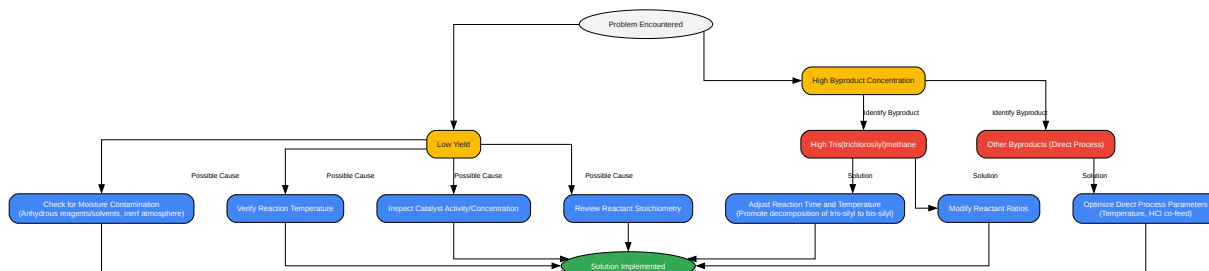 Problem Encountered
High Byproduct Concentration
Identify Byproduct
Identify Byproduct
Low Yield
High Tris(trichlorosilyl)methane
Other Byproducts (Direct Process)
Possible Cause
Possible Cause
Possible Cause
Possible Cause
Solution
Solution
Solution
Check for Moisture Contamination
(Anhydrous reagents/solvents, inert atmosphere)
Verify Reaction Temperature
Inspect Catalyst Activity/Concentration
Review Reactant Stoichiometry
Adjust Reaction Time and Temperature
(Promote decomposition of tris-silyl to bis-silyl)
Modify Reactant Ratios
Optimize Direct Process Parameters
(Temperature, HCl co-feed)
Solution Implemented